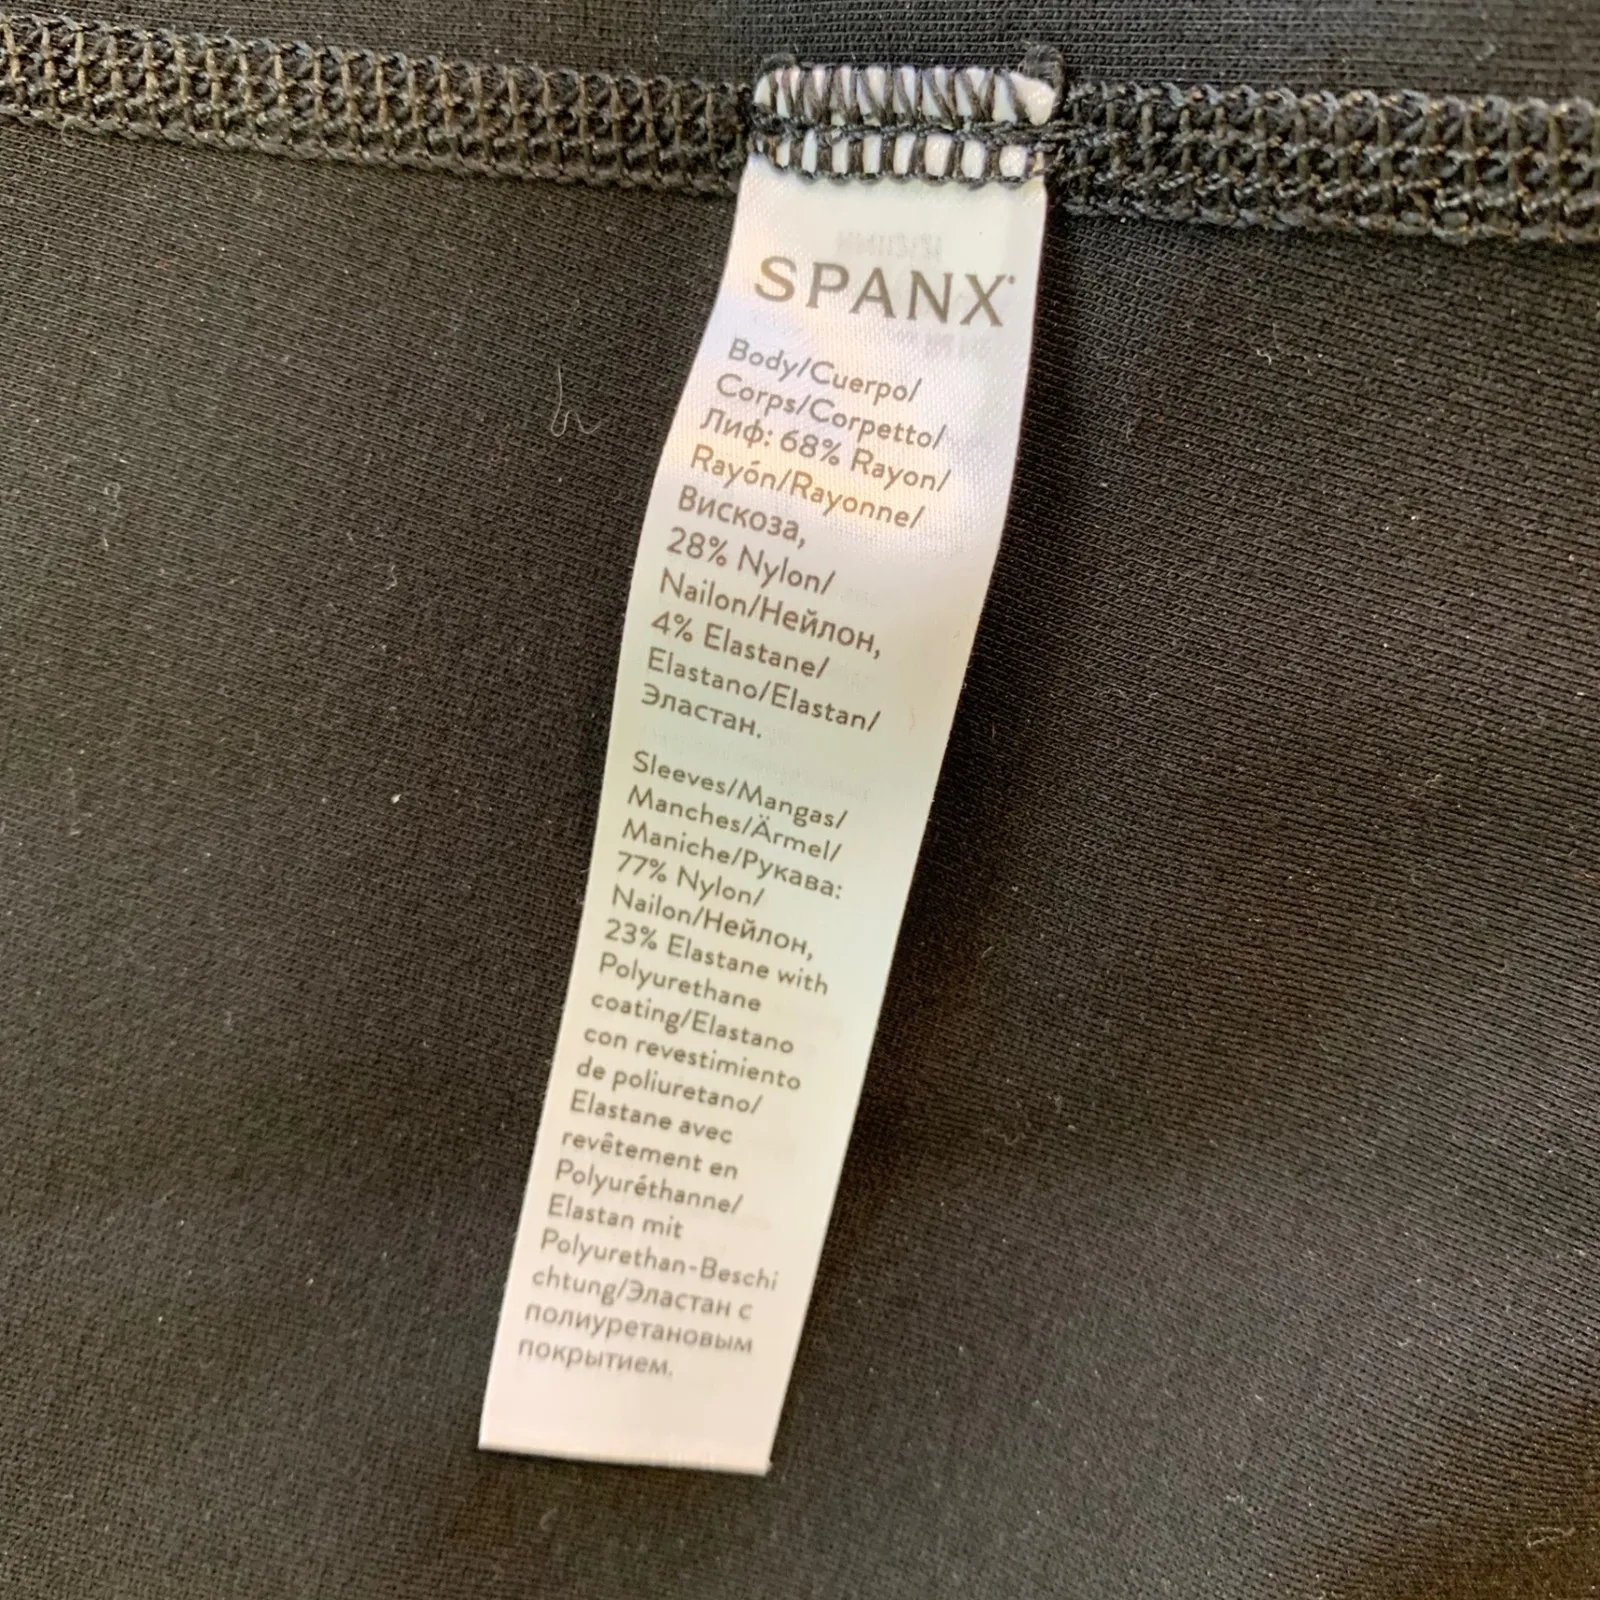 SPANX
Body/Cuerpo/
Corps/Corpetto/
Лиф: 68% Rayon/
Rayón/Rayonne/
Вискоза,
28% Nylon/
Nailon/Нейлон,
4% Elastane/
Elastano/Elastan/
Эластан.
Sleeves/Mangas/
Manches/Ärmel/
Maniche/Рукава:
77% Nylon/
Nailon/Нейлон,
23% Elastane with
Polyurethane
coating/Elastano
con revestimiento
de poliuretano/
Elastane avec
revêtement en
Polyuréthanne/
Elastan mit
Polyurethan-Beschi
chtung/Эластан с
полиуретановым
покрытием.